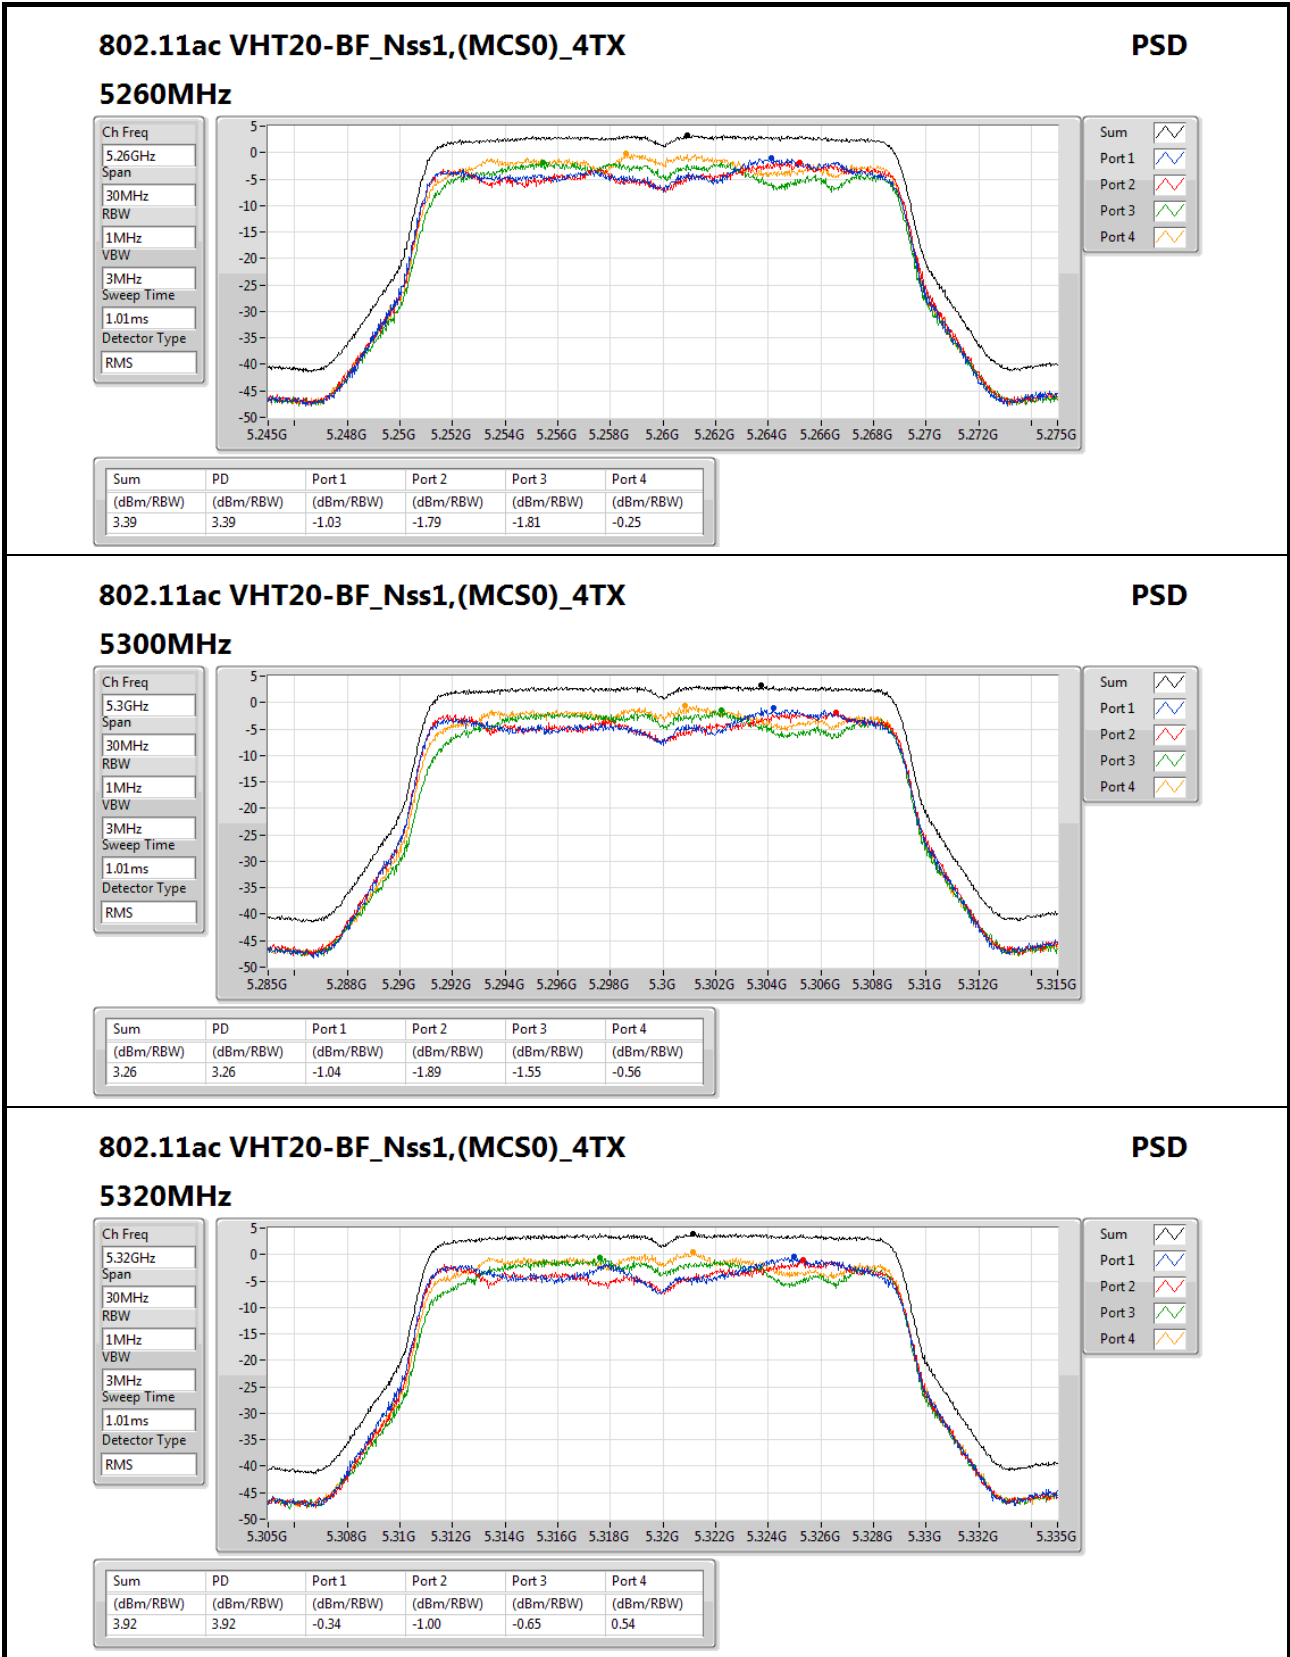 802.11ac VHT20-BF_Nss1,(MCS0)_4TX PSD
5260MHz
Ch Freq
5.26GHz
Span
30MHz
RBW
1MHz
VBW
3MHz
Sweep Time
1.01ms
Detector Type
RMS
5
0
-5
-10
-15
-20
-25
-30
-35
-40
-45
-50
5.245G 5.248G 5.25G 5.252G 5.254G 5.256G 5.258G 5.26G 5.262G 5.264G 5.266G 5.268G 5.27G 5.272G 5.275G
Sum
Port 1
Port 2
Port 3
Port 4
Sum PD Port 1 Port 2 Port 3 Port 4
(dBm/RBW) (dBm/RBW) (dBm/RBW) (dBm/RBW) (dBm/RBW) (dBm/RBW)
3.39 3.39 -1.03 -1.79 -1.81 -0.25
802.11ac VHT20-BF_Nss1,(MCS0)_4TX PSD
5300MHz
Ch Freq
5.3GHz
Span
30MHz
RBW
1MHz
VBW
3MHz
Sweep Time
1.01ms
Detector Type
RMS
5
0
-5
-10
-15
-20
-25
-30
-35
-40
-45
-50
5.285G 5.288G 5.29G 5.292G 5.294G 5.296G 5.298G 5.3G 5.302G 5.304G 5.306G 5.308G 5.31G 5.312G 5.315G
Sum
Port 1
Port 2
Port 3
Port 4
Sum PD Port 1 Port 2 Port 3 Port 4
(dBm/RBW) (dBm/RBW) (dBm/RBW) (dBm/RBW) (dBm/RBW) (dBm/RBW)
3.26 3.26 -1.04 -1.89 -1.55 -0.56
802.11ac VHT20-BF_Nss1,(MCS0)_4TX PSD
5320MHz
Ch Freq
5.32GHz
Span
30MHz
RBW
1MHz
VBW
3MHz
Sweep Time
1.01ms
Detector Type
RMS
5
0
-5
-10
-15
-20
-25
-30
-35
-40
-45
-50
5.305G 5.308G 5.31G 5.312G 5.314G 5.316G 5.318G 5.32G 5.322G 5.324G 5.326G 5.328G 5.33G 5.332G 5.335G
Sum
Port 1
Port 2
Port 3
Port 4
Sum PD Port 1 Port 2 Port 3 Port 4
(dBm/RBW) (dBm/RBW) (dBm/RBW) (dBm/RBW) (dBm/RBW) (dBm/RBW)
3.92 3.92 -0.34 -1.00 -0.65 0.54